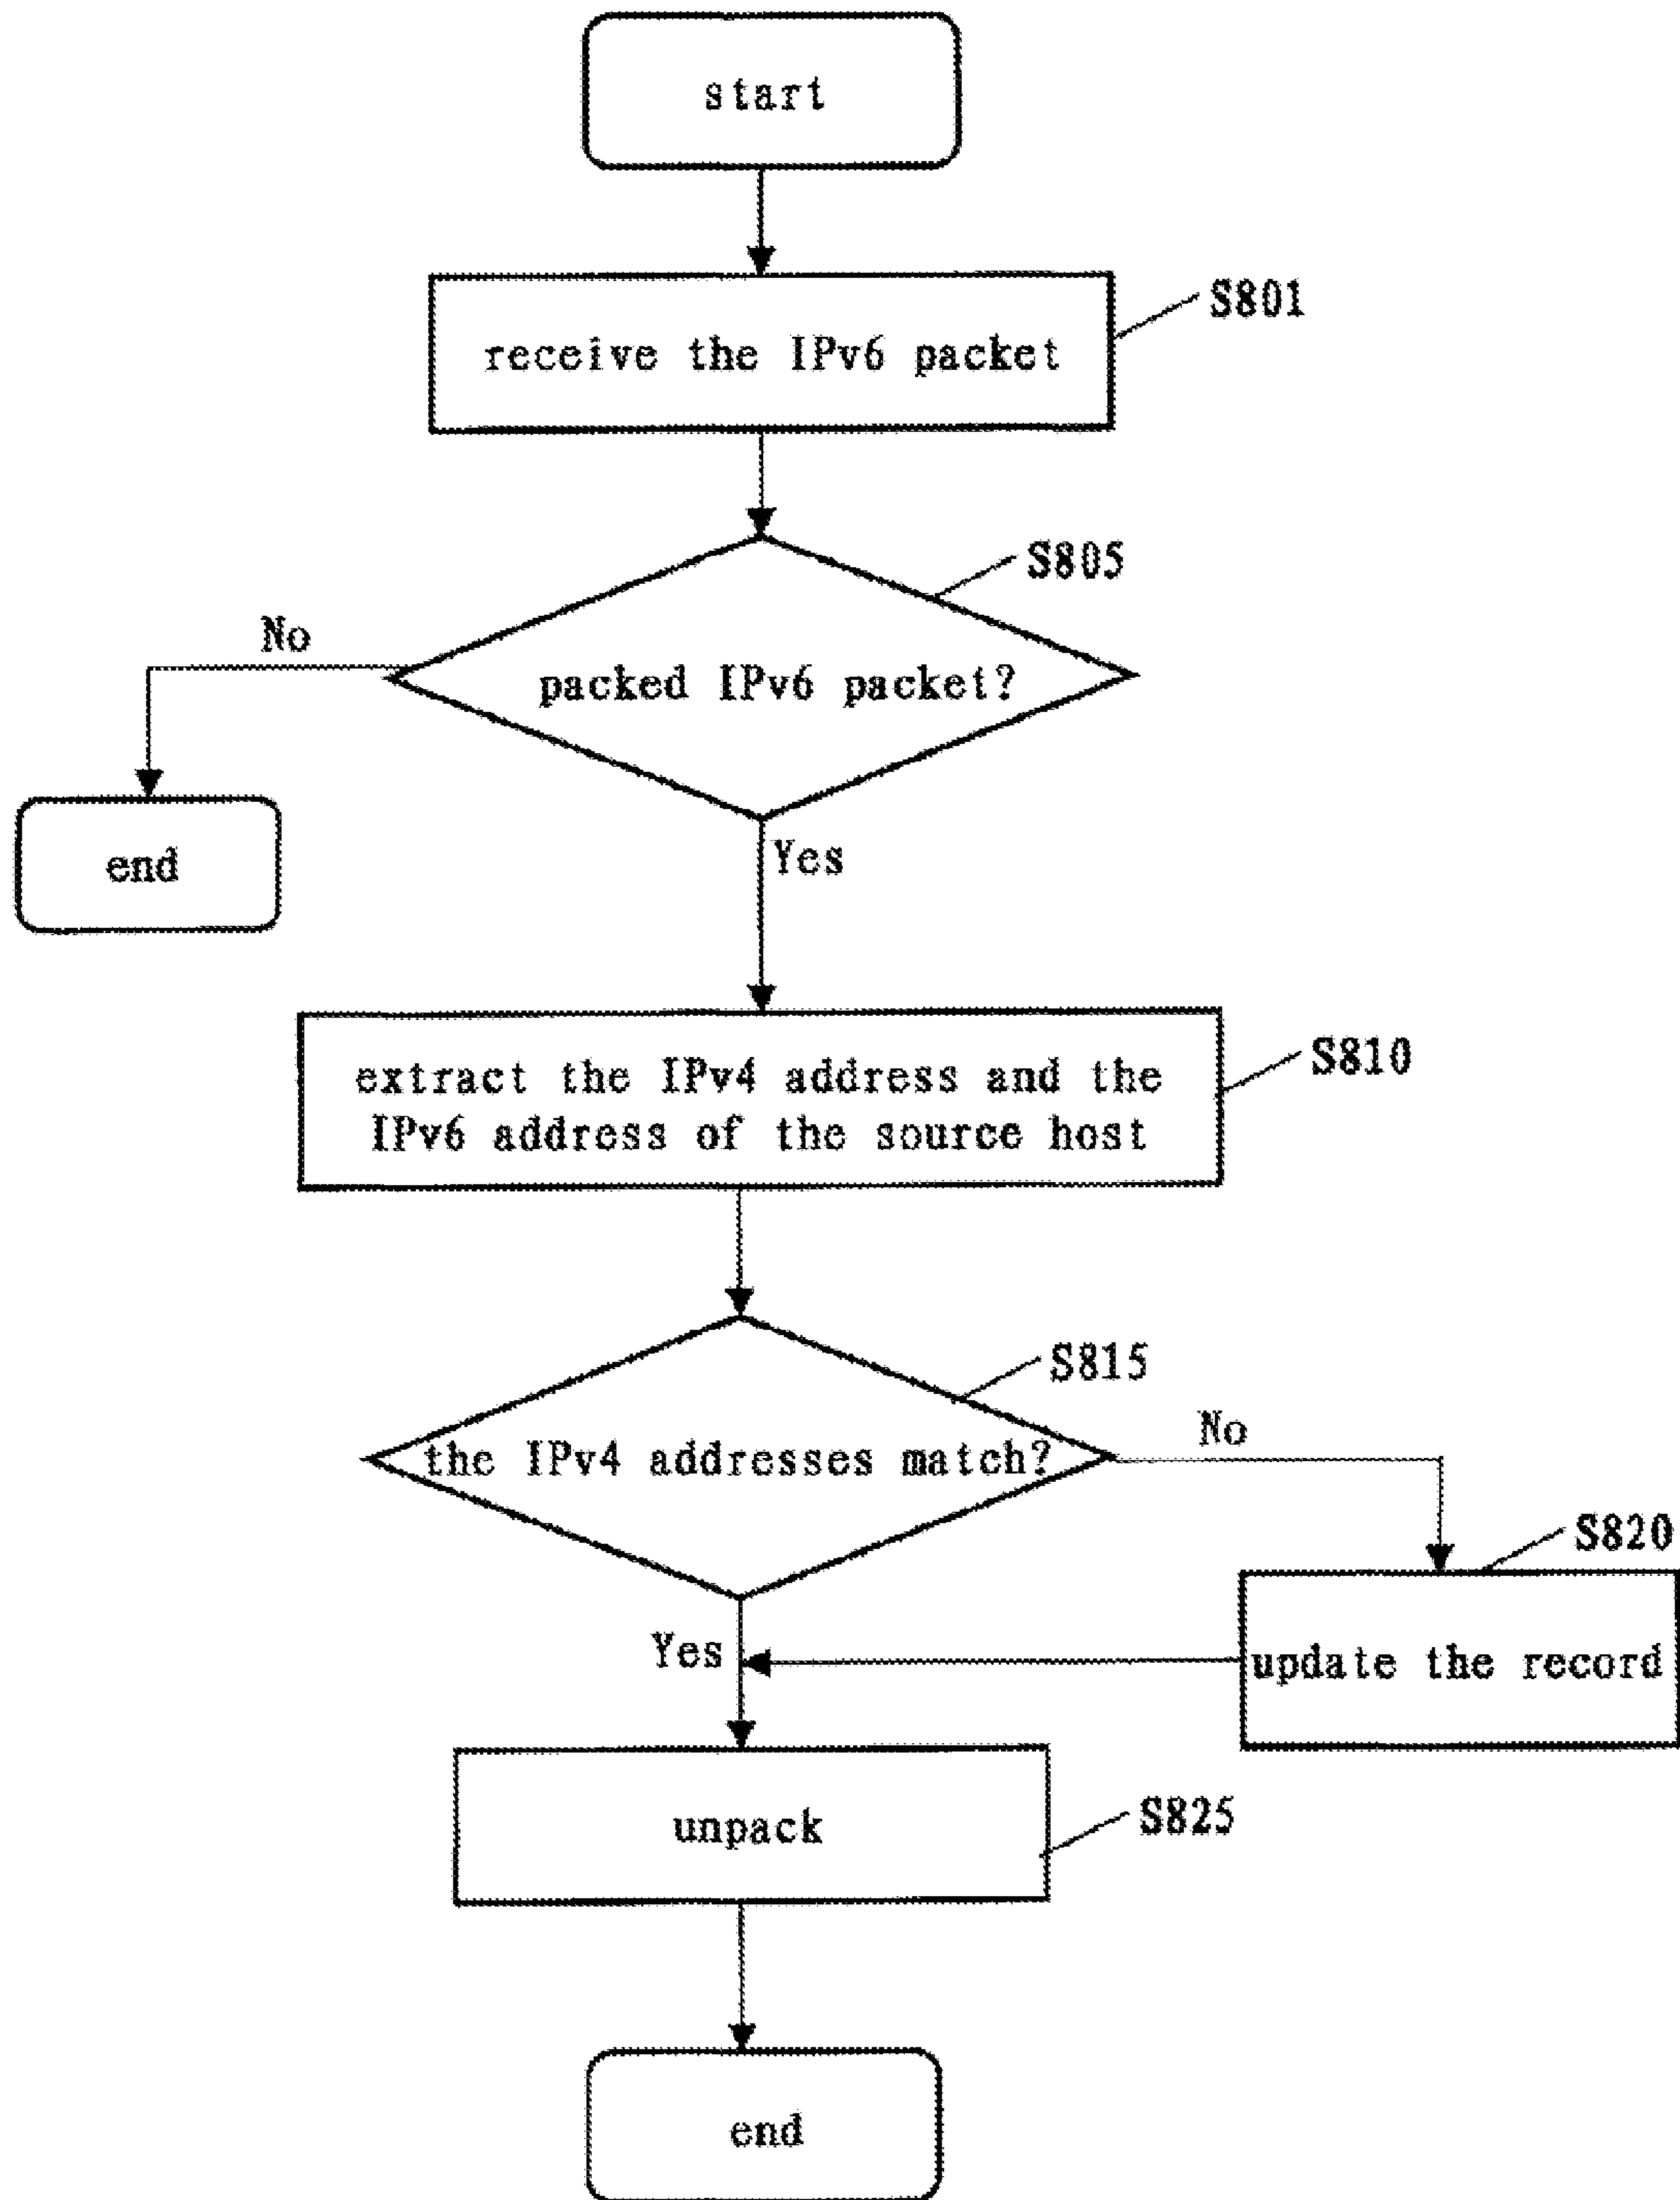 start
receive the IPv6 packet
S801
S805
No
packed IPv6 packet?
end
Yes
extract the IPv4 address and the
IPv6 address of the source host
S810
S815
the IPv4 addresses match?
No
S820
Yes
update the record
unpack
S825
end